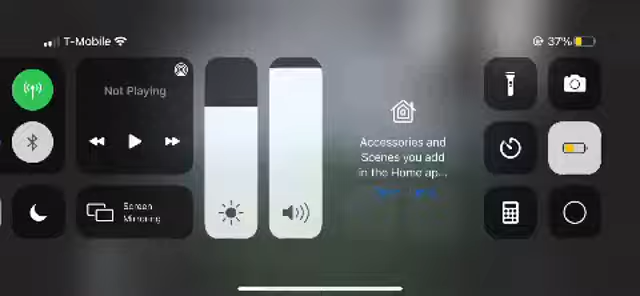 T-Mobile
37%
Not Playing
Accessories and
Scenes you add
in the Home ap...
Screen
Mirroring